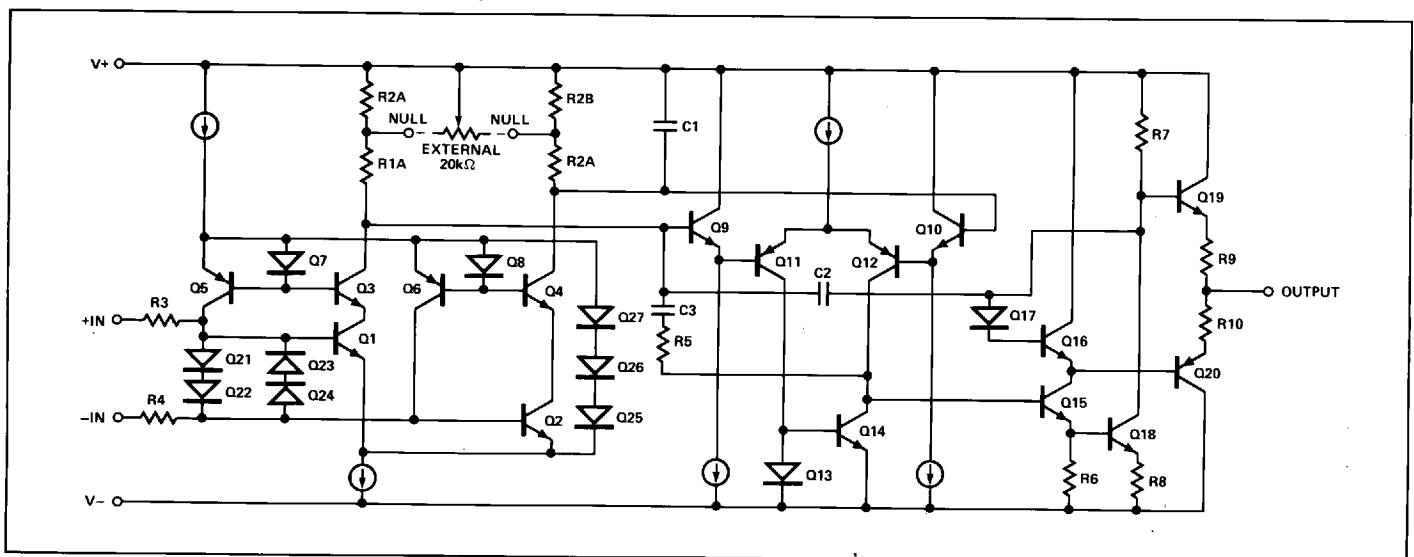 V+
R2A
NULL
NULL
R2B
EXTERNAL
20kΩ
R1A
R2A
C1
R7
Q19
Q9
Q10
Q11
Q12
R9
OUTPUT
Q7
Q8
Q5
Q3
Q6
Q4
C2
R3
+IN
Q1
Q27
C3
Q17
R10
Q16
Q21
Q23
Q26
R5
Q20
Q22
Q24
R4
-IN
Q2
Q25
Q14
Q15
Q18
Q13
R6
R8
V-